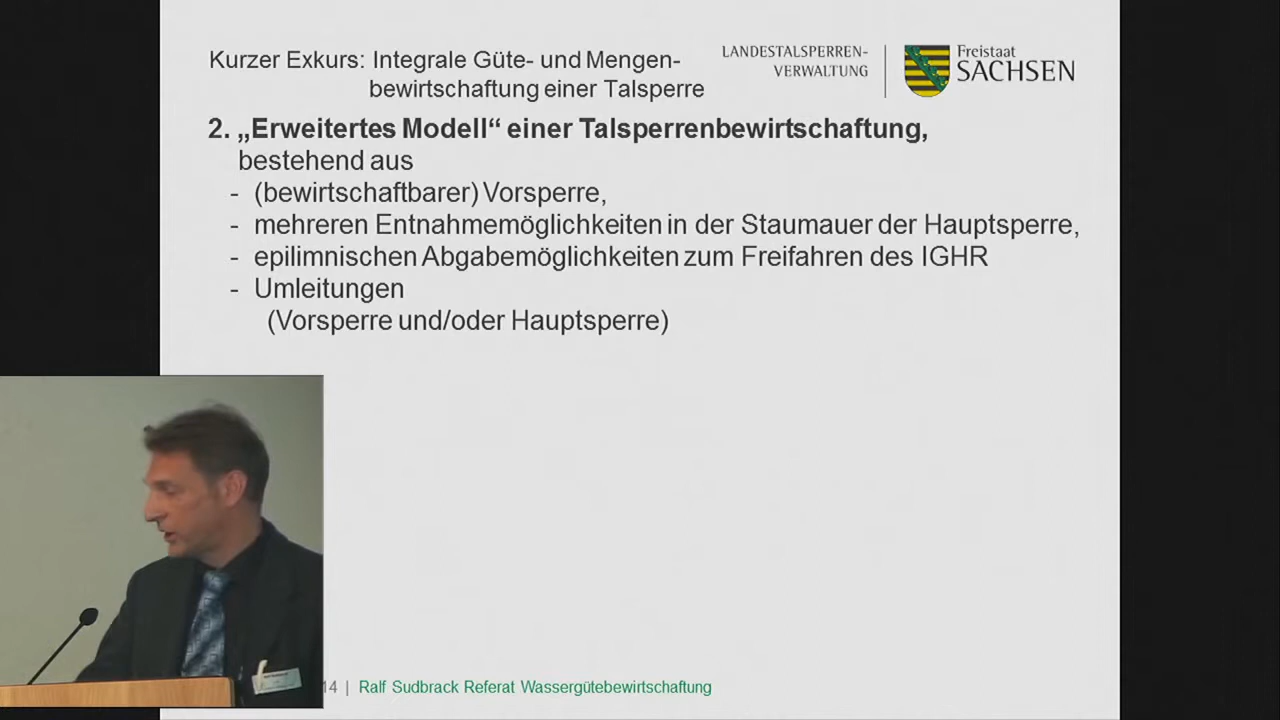 Kurzer Exkurs: Integrale Güte- und Mengen-
bewirtschaftung einer Talsperre
LANDESTALSPERREN-
VERWALTUNG
Freistaat
SACHSEN
2. „Erweitertes Modell“ einer Talsperrenbewirtschaftung,
bestehend aus
- (bewirtschaftbarer) Vorsperre,
- mehreren Entnahmemöglichkeiten in der Staumauer der Hauptsperre,
- epilimnischen Abgabemöglichkeiten zum Freifahren des IGHR
- Umleitungen
(Vorsperre und/oder Hauptsperre)
14 | Ralf Sudbrack Referat Wassergütebewirtschaftung